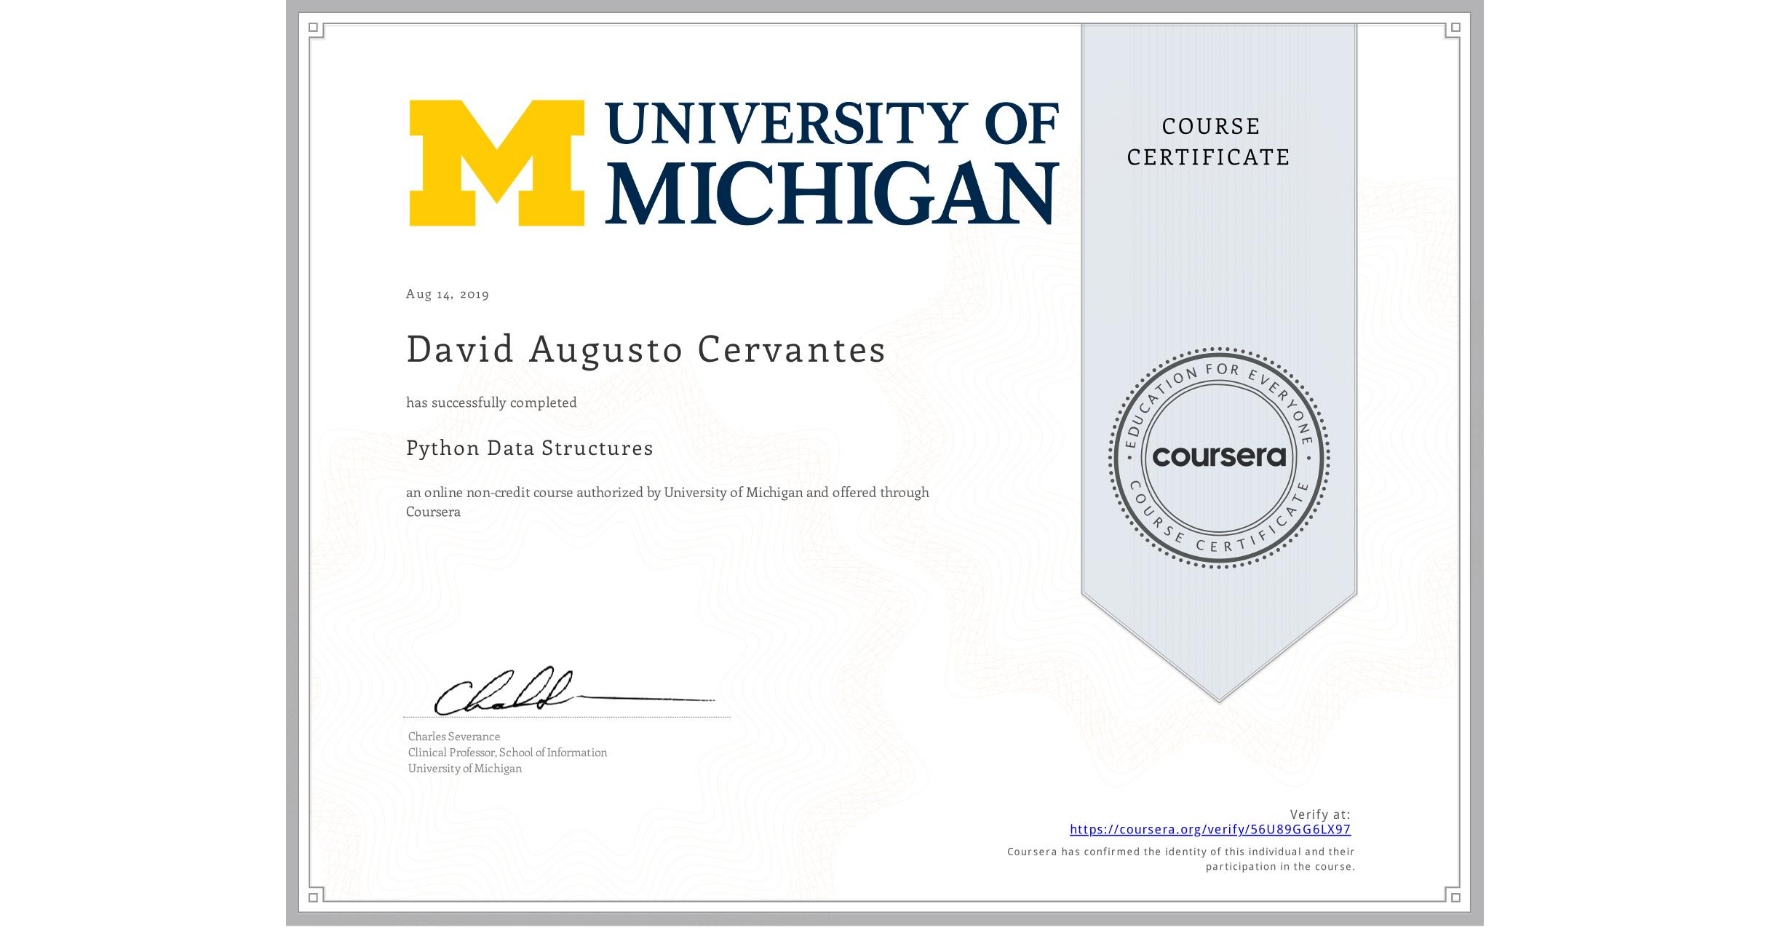 UNIVERSITY OF
MICHIGAN
COURSE
CERTIFICATE
Aug 14, 2019
David Augusto Cervantes
has successfully completed
Python Data Structures
an online non-credit course authorized by University of Michigan and offered through
Coursera
EDUCATION FOR EVERYONE
coursera
COURSE CERTIFICATE
Charles Severance
Clinical Professor, School of Information
University of Michigan
Verify at:
https://coursera.org/verify/56U89GG6LX97
Coursera has confirmed the identity of this individual and their
participation in the course.